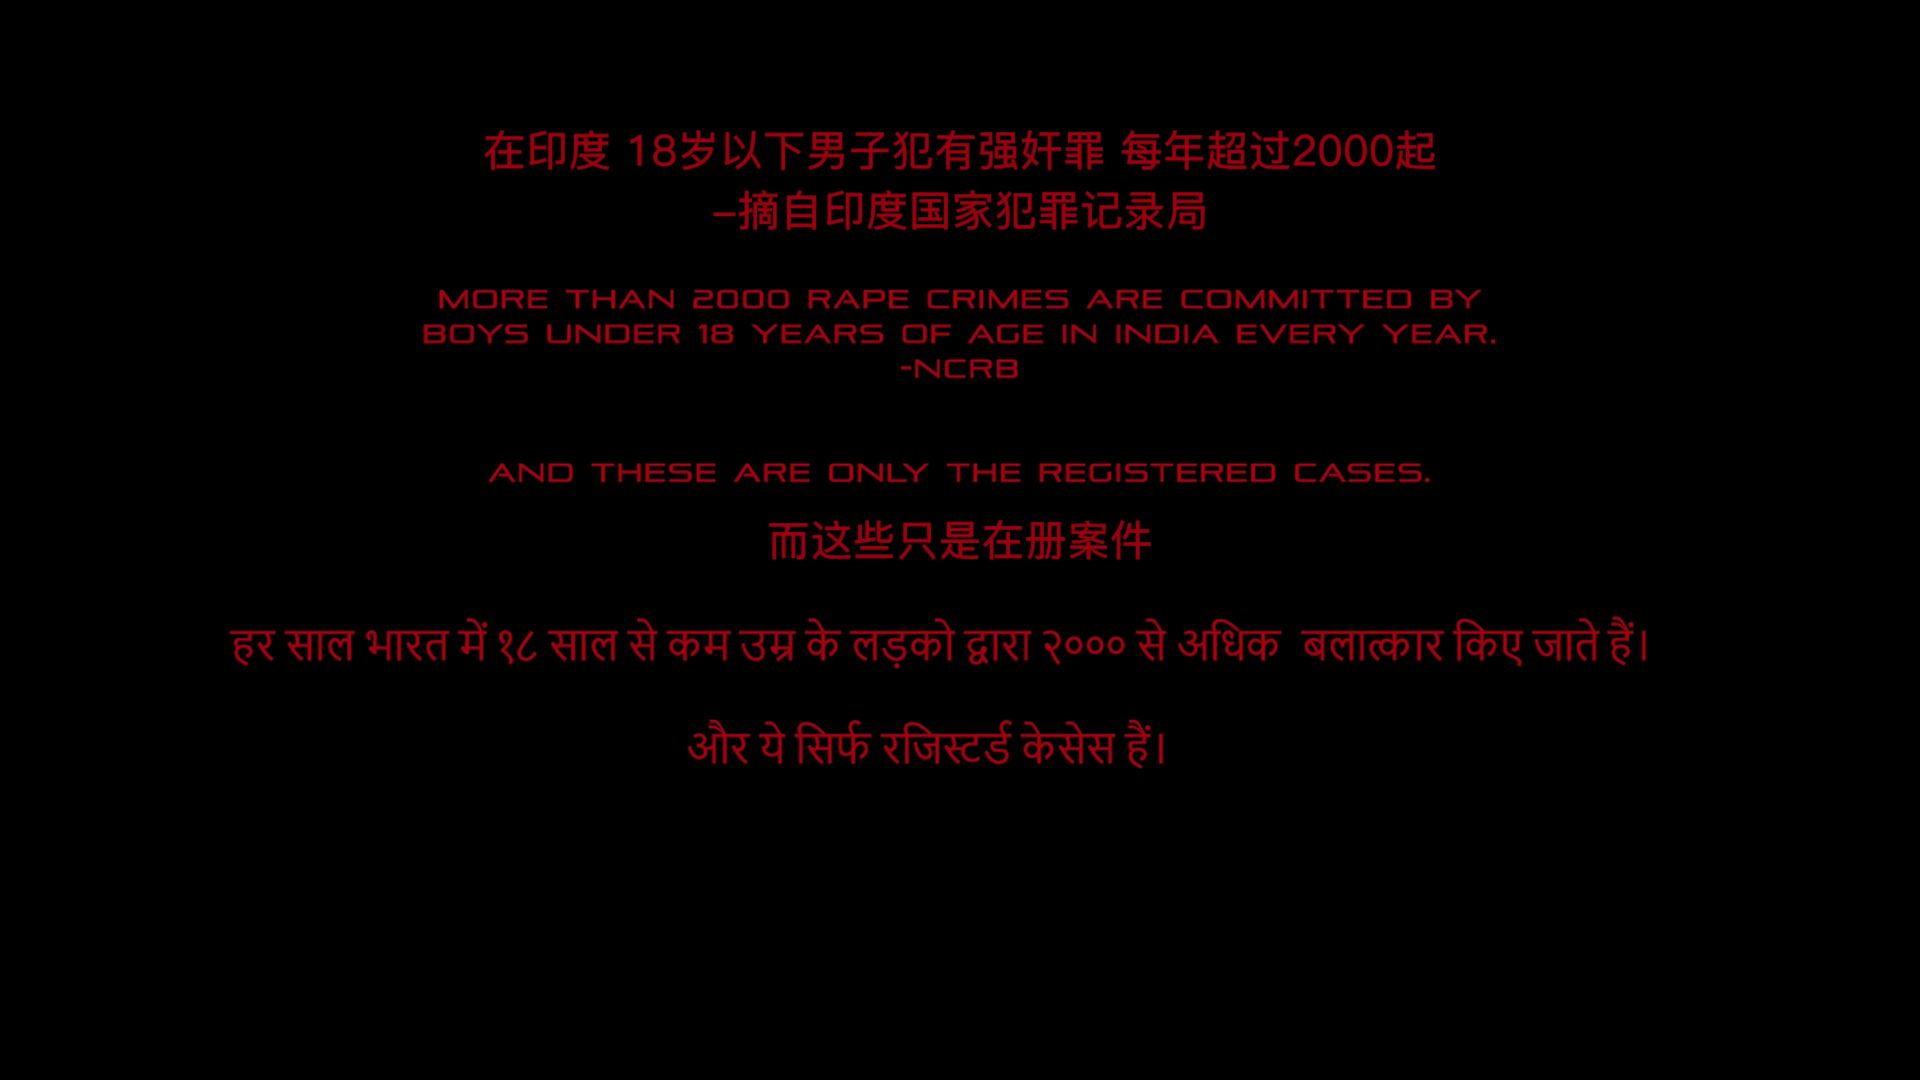 在印度 18岁以下男子犯有强奸罪 每年超过2000起
–摘自印度国家犯罪记录局
MORE THAN 2000 RAPE CRIMES ARE COMMITTED BY
BOYS UNDER 18 YEARS OF AGE IN INDIA EVERY YEAR.
-NCRB
AND THESE ARE ONLY THE REGISTERED CASES.
而这些只是在册案件
हर साल भारत में १८ साल से कम उम्र के लड़को द्वारा २००० से अधिक  बलात्कार किए जाते हैं।
और ये सिर्फ रजिस्टर्ड केसेस हैं।